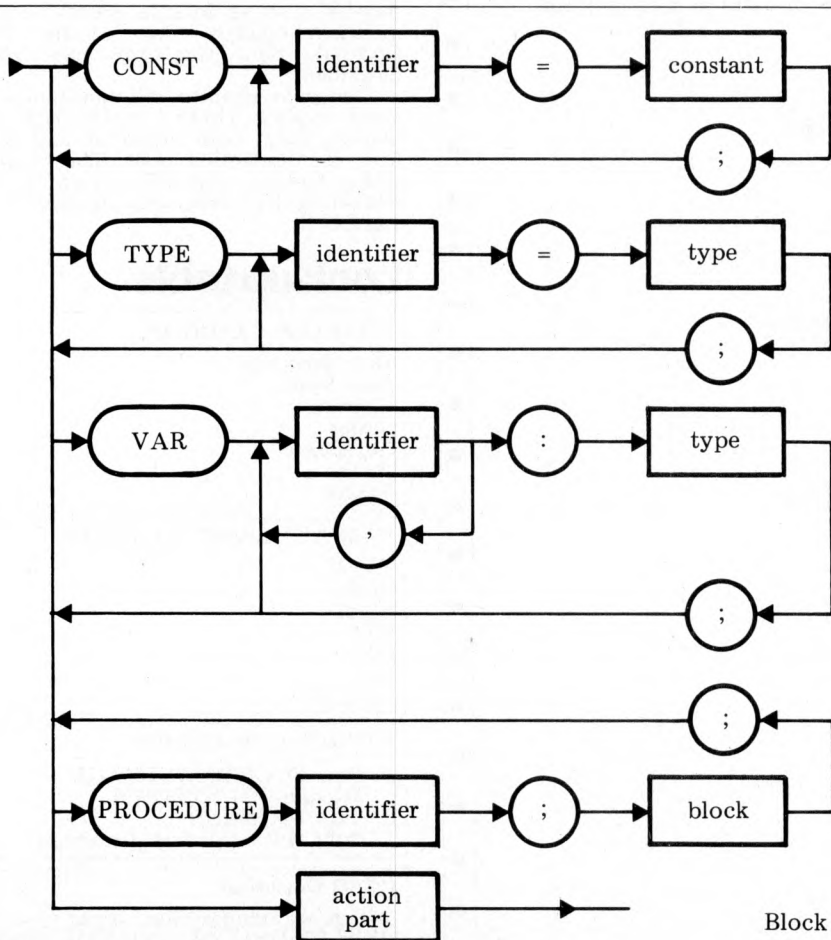 CONST identifier = constant
;
TYPE identifier = type
;
VAR identifier : type
,
;
;
PROCEDURE identifier ; block
action
part
Block